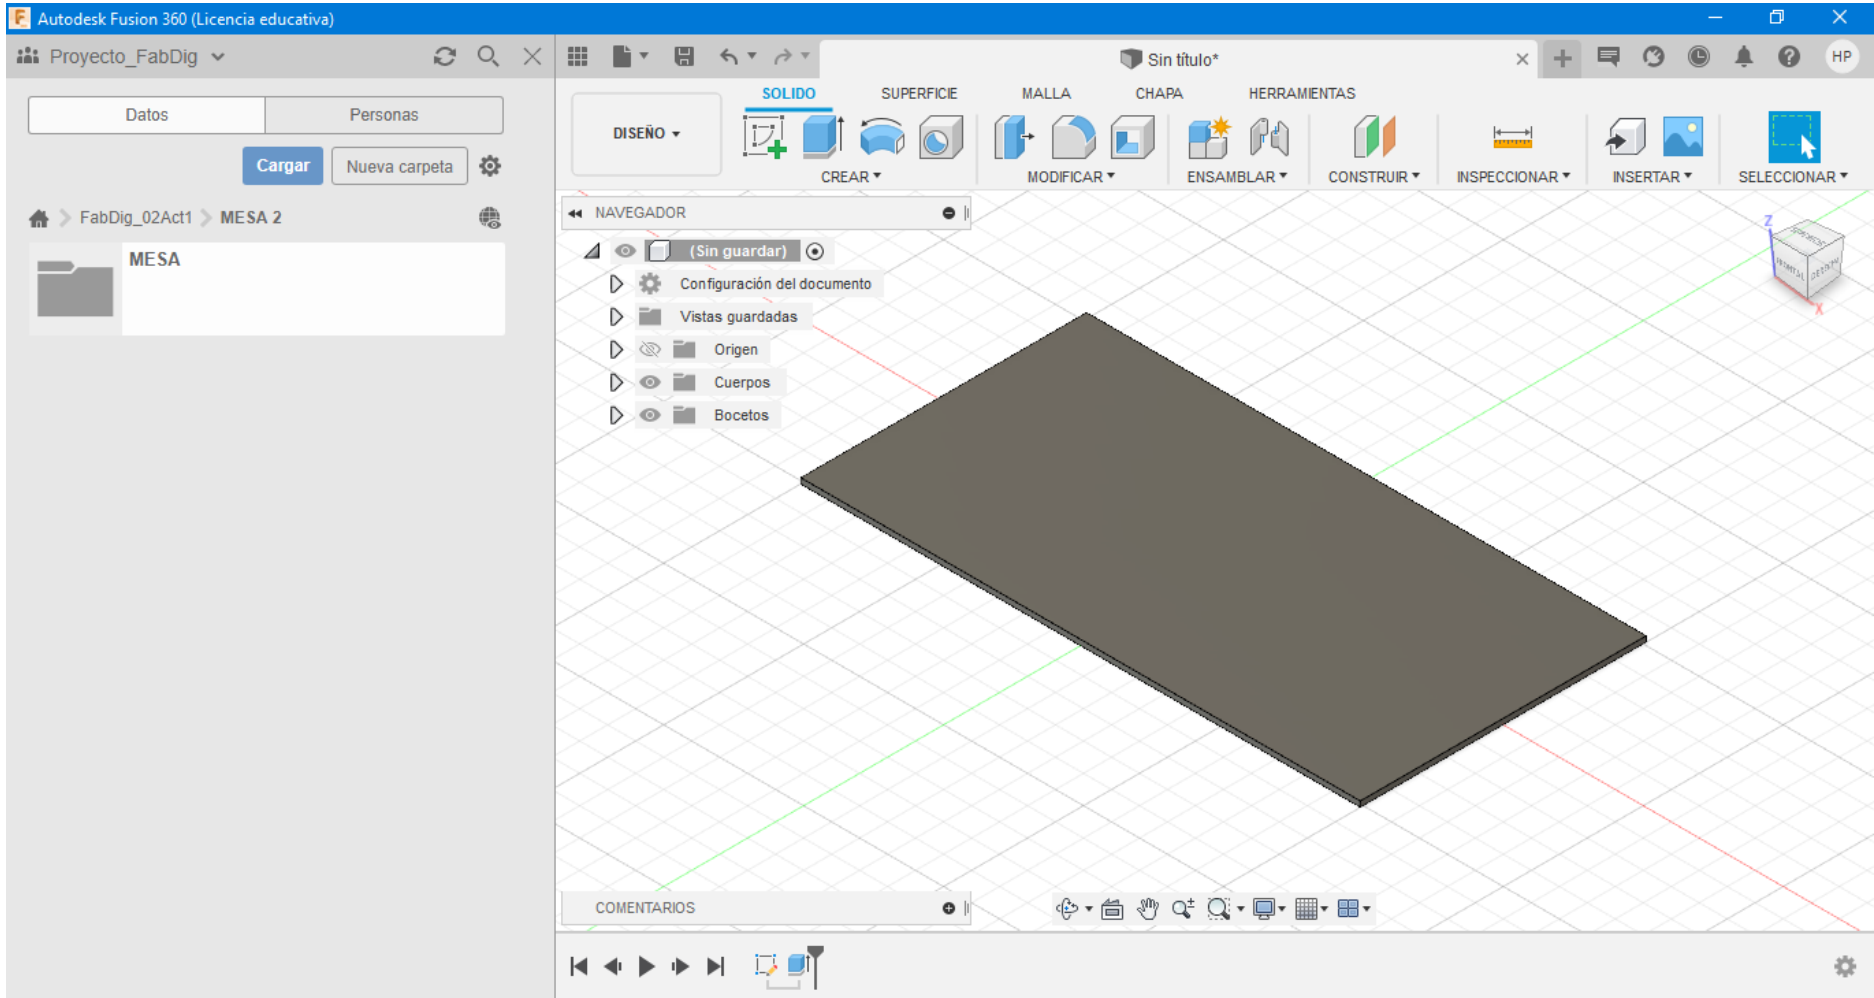 Autodesk Fusion 360 (Licencia educativa)
Proyecto_FabDig
Sin título*
HP
Datos
Personas
Cargar
Nueva carpeta
FabDig_02Act1 > MESA 2
MESA
DISEÑO
SOLIDO
SUPERFICIE
MALLA
CHAPA
HERRAMIENTAS
CREAR
MODIFICAR
ENSAMBLAR
CONSTRUIR
INSPECCIONAR
INSERTAR
SELECCIONAR
NAVEGADOR
(Sin guardar)
Configuración del documento
Vistas guardadas
Origen
Cuerpos
Bocetos
Z
FRONTAL
X
COMENTARIOS